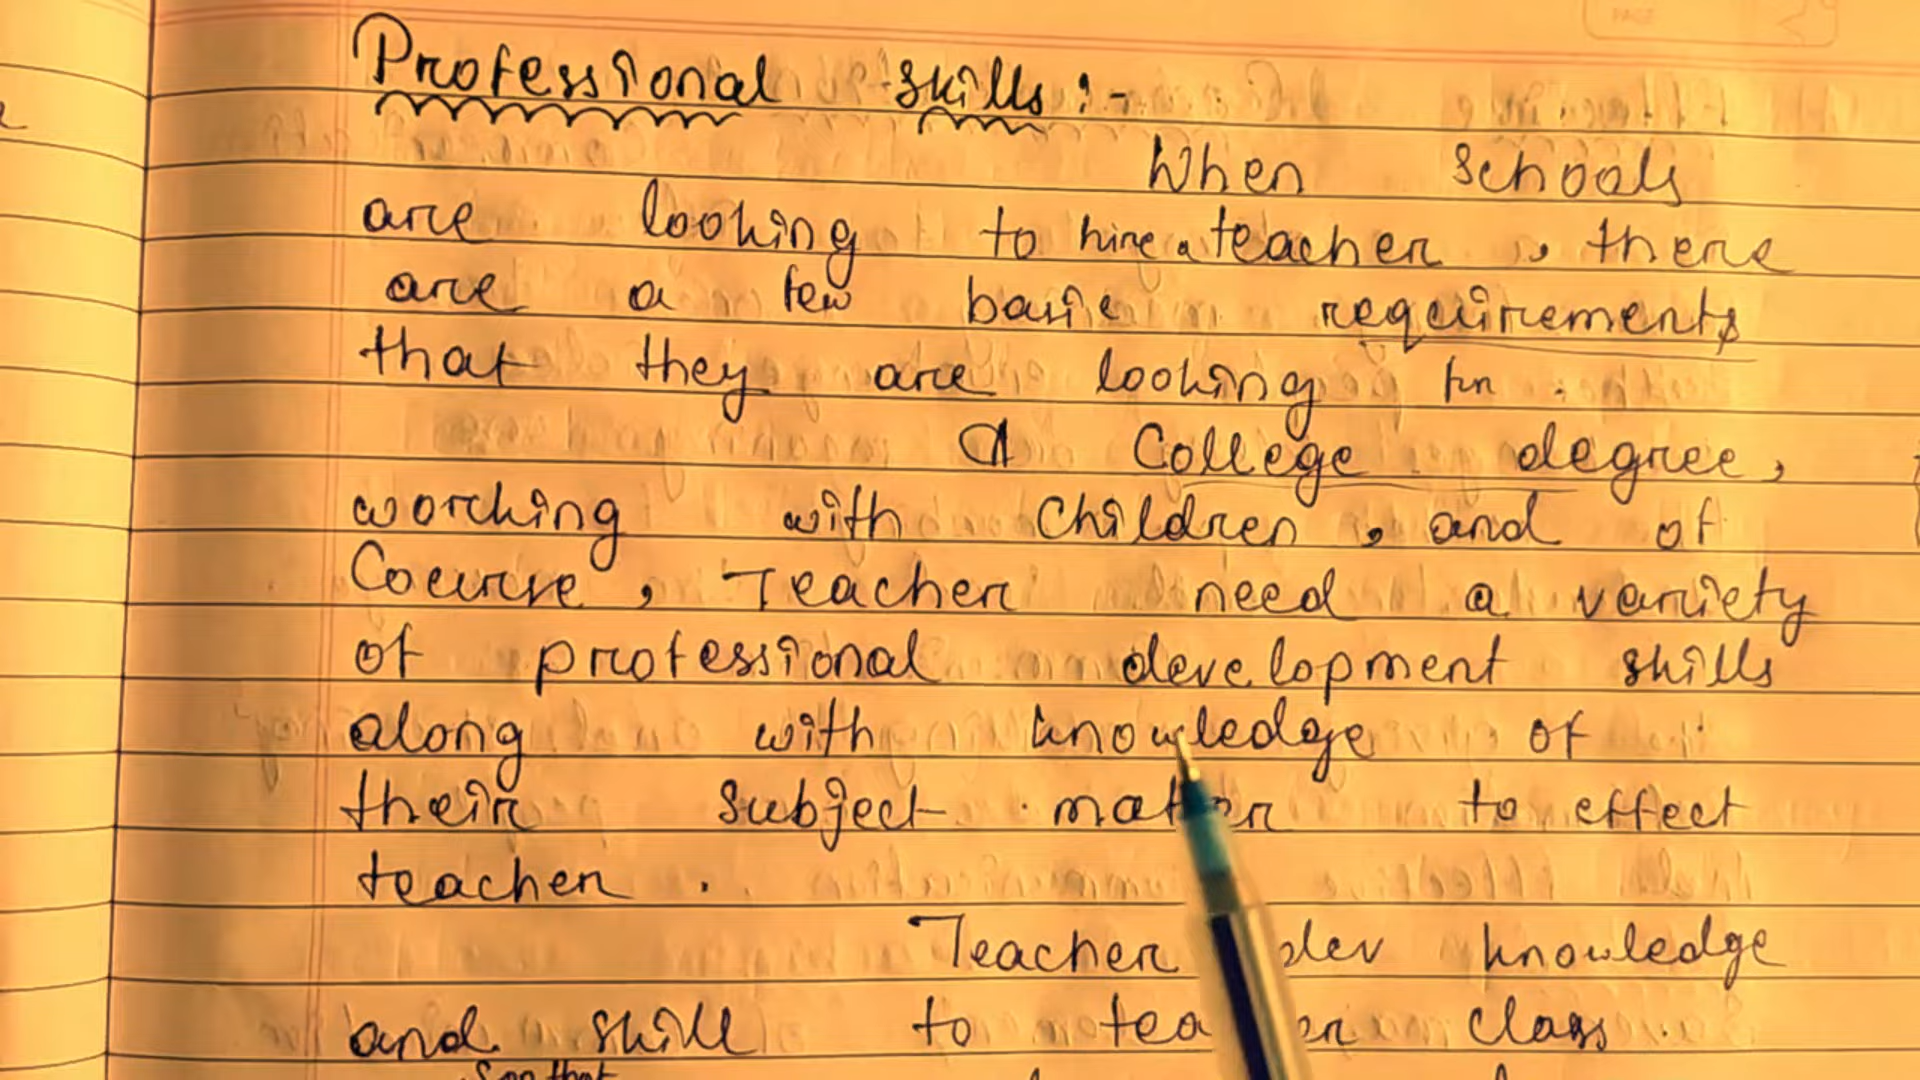 PAGE
Professional skills :-
When Schools
are looking to hire a teacher, there
are a few basic requirements
that they are looking for.
A College degree,
working with Children, and of
Course, Teacher need a variety
of professional development skills
along with knowledge of
their subject matter to effect
teacher.
Teacher knowledge
and skill to class.